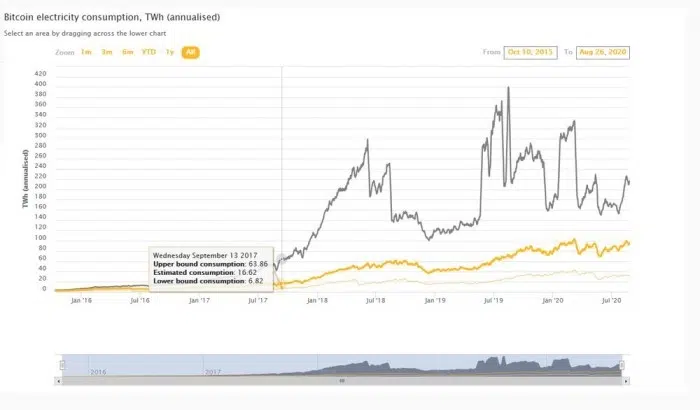 Bitcoin electricity consumption, TWh (annualised)
Select an area by dragging across the lower chart
Zoom 1m 3m 6m YTD 1y All
From Oct 10, 2015 To Aug 26, 2020
TWh (annualised)
420
400
380
360
340
320
300
280
260
240
220
200
180
160
140
120
100
80
60
40
20
0
Wednesday September 13 2017
Upper bound consumption: 63.86
Estimated consumption: 16.62
Lower bound consumption: 6.82
Jan '16 Jul '16 Jan '17 Jul '17 Jan '18 Jul '18 Jan '19 Jul '19 Jan '20 Jul '20
2016 2017